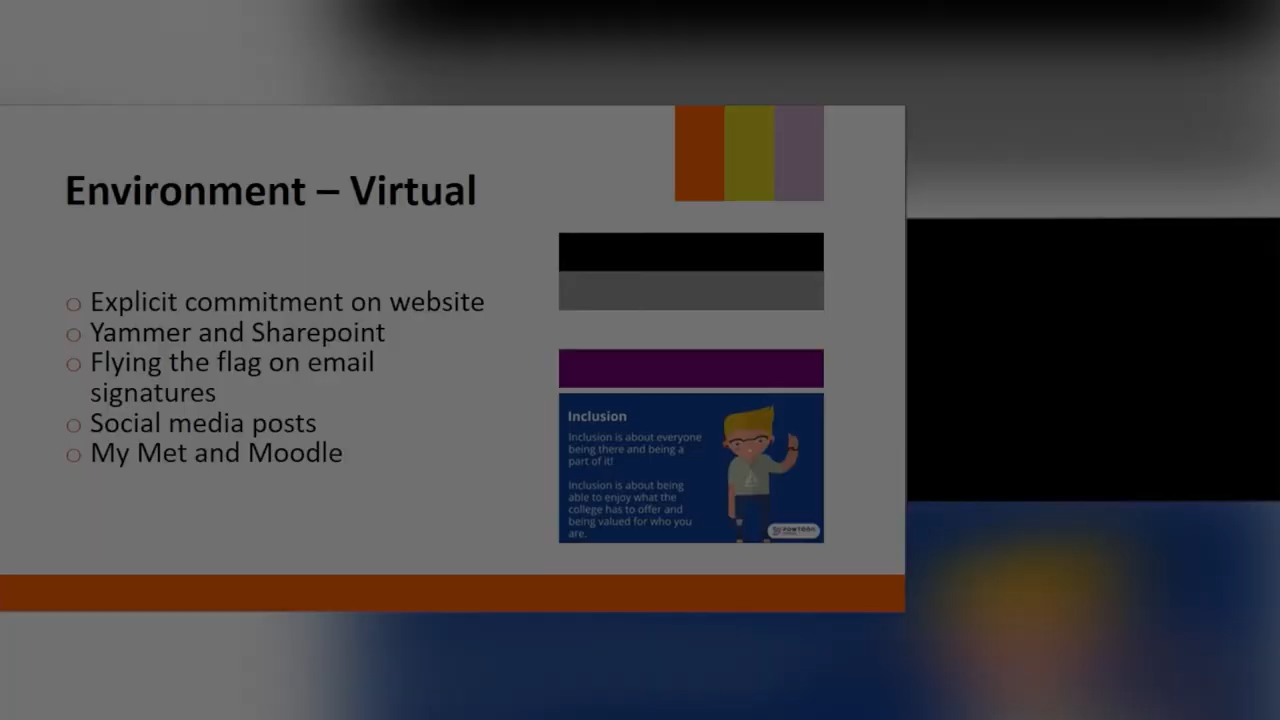 Environment – Virtual
Explicit commitment on website
Yammer and Sharepoint
Flying the flag on email
signatures
Social media posts
My Met and Moodle
Inclusion
Inclusion is about everyone
being there and being a
part of it!
Inclusion is about being
able to enjoy what the
college has to offer and
being valued for who you
are.